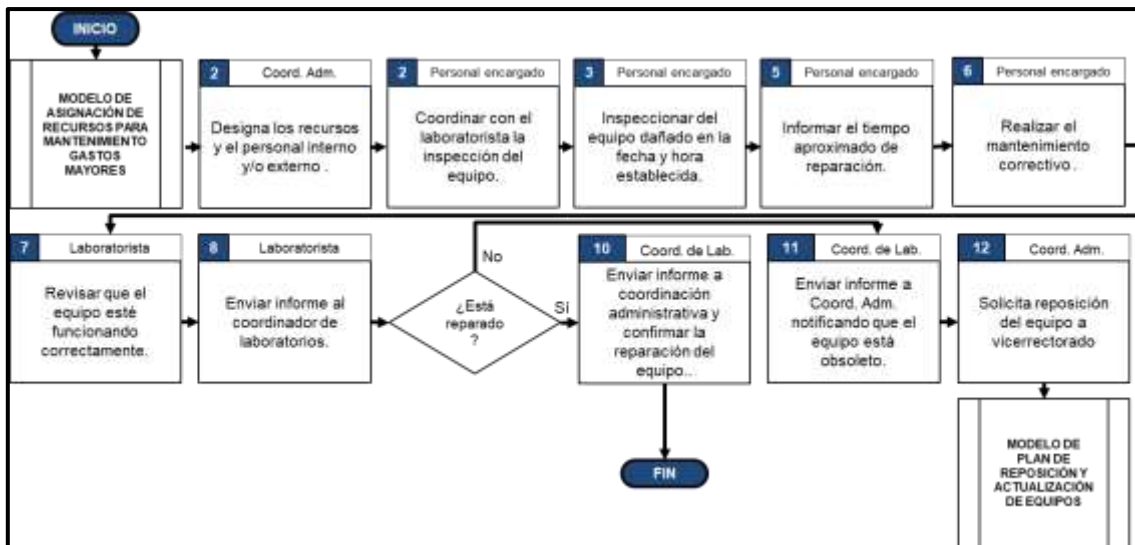 INICIO
MODELO DE
ASIGNACIÓN DE
RECURSOS PARA
MANTENIMIENTO
GASTOS
MAYORES
2 Coord. Adm.
Designa los recursos
y el personal interno
y/o externo .
2 Personal encargado
Coordinar con el
laboratorista la
inspección del
equipo.
3 Personal encargado
Inspeccionar del
equipo dañado en la
fecha y hora
establecida.
5 Personal encargado
Informar el tiempo
aproximado de
reparación.
6 Personal encargado
Realizar el
mantenimiento
correctivo .
7 Laboratorista
Revisar que el
equipo esté
funcionando
correctamente.
8 Laboratorista
Enviar informe al
coordinador de
laboratorios.
¿Está
reparado
?
No
Sí
10 Coord. de Lab.
Enviar informe a
coordinación
administrativa y
confirmar la
reparación del
equipo..
11 Coord. de Lab.
Enviar informe a
Coord. Adm.
notificando que el
equipo está
obsoleto.
12 Coord. Adm.
Solicita reposición
del equipo a
vicerrectorado
FIN
MODELO DE
PLAN DE
REPOSICIÓN Y
ACTUALIZACIÓN
DE EQUIPOS